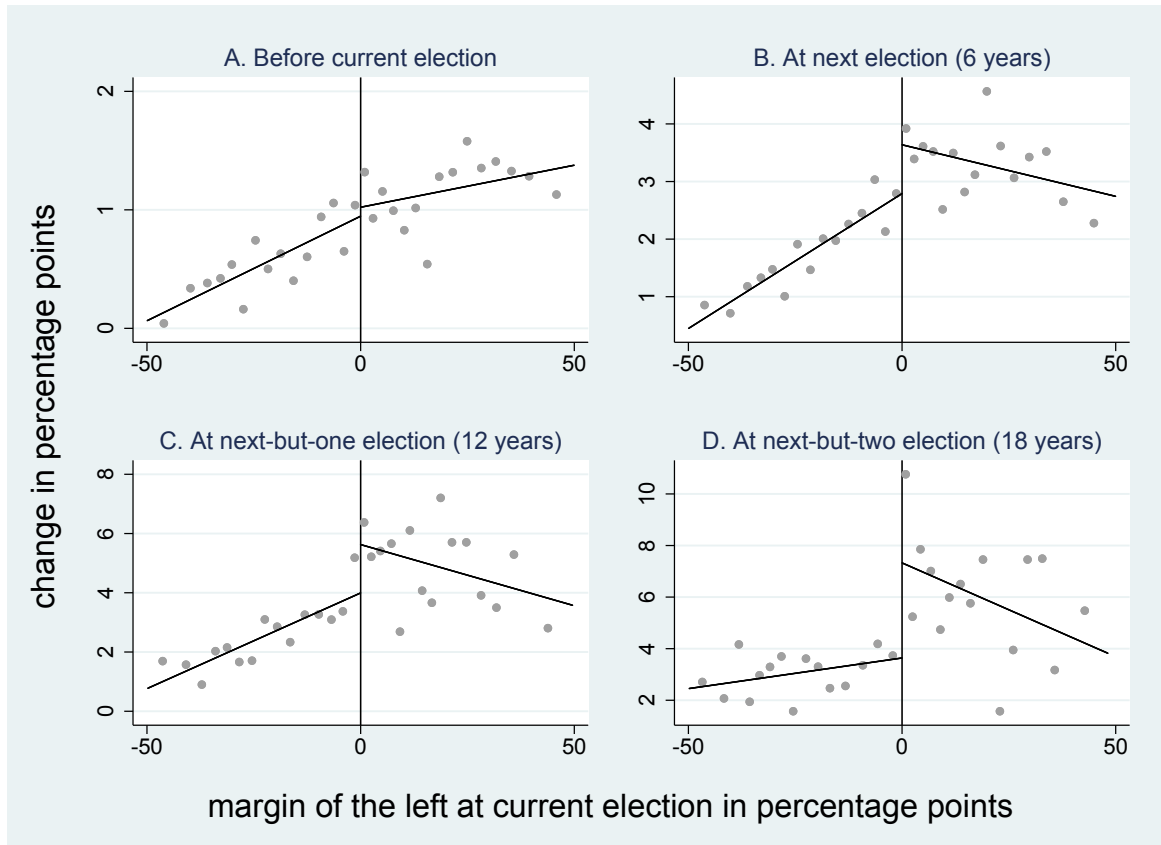 A. Before current election
2
1
0
-50 0 50
B. At next election (6 years)
4
3
2
1
-50 0 50
change in percentage points
C. At next-but-one election (12 years)
8
6
4
2
0
-50 0 50
D. At next-but-two election (18 years)
10
8
6
4
2
-50 0 50
margin of the left at current election in percentage points